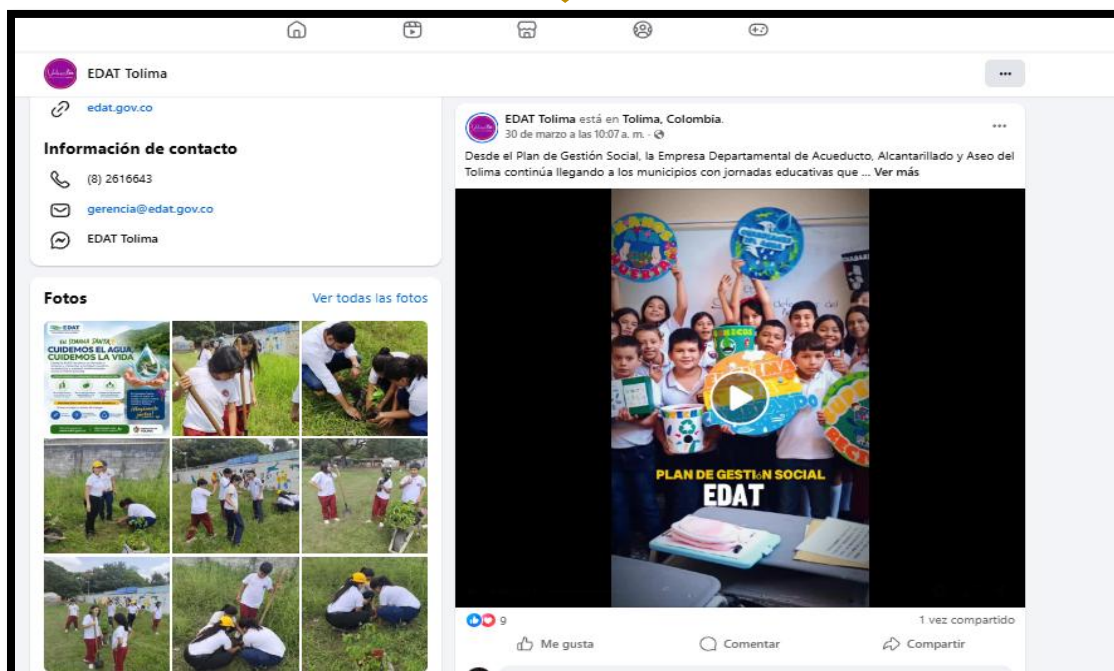 EDAT Tolima
edat.gov.co
Información de contacto
(8) 2616643
gerencia@edat.gov.co
EDAT Tolima
Fotos
Ver todas las fotos
EDAT
CUIDEMOS EL AGUA,
CUIDEMOS LA VIDA
EDAT Tolima está en Tolima, Colombia.
30 de marzo a las 10:07 a. m. ·
Desde el Plan de Gestión Social, la Empresa Departamental de Acueducto, Alcantarillado y Aseo del
Tolima continúa llegando a los municipios con jornadas educativas que ... Ver más
PLAN DE GESTIÓN SOCIAL
EDAT
9
1 vez compartido
Me gusta
Comentar
Compartir